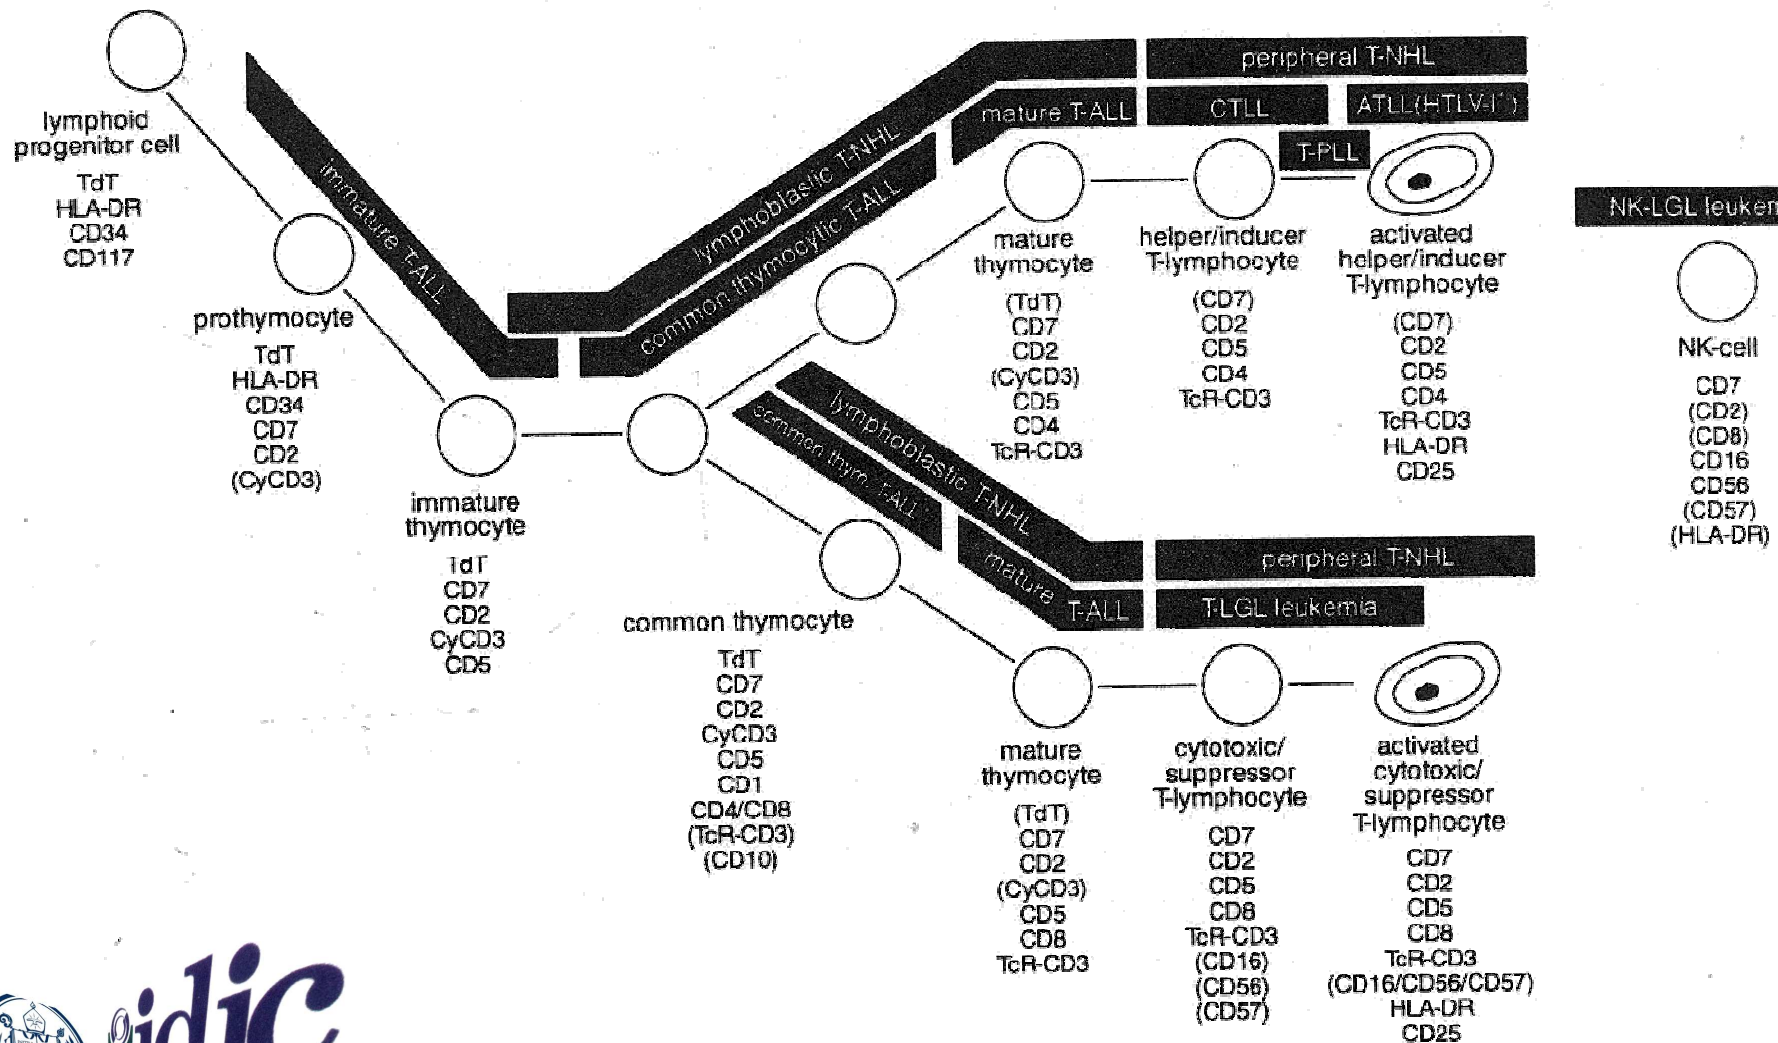 lymphoid
progenitor cell
TdT
HLA-DR
CD34
CD117
prothymocyte
TdT
HLA-DR
CD34
CD7
CD2
(CyCD3)
immature
thymocyte
TdT
CD7
CD2
CyCD3
CD5
common thymocyte
TdT
CD7
CD2
CyCD3
CD5
CD1
CD4/CD8
(TcR-CD3)
(CD10)
immature T-ALL
lymphoblastic T-NHL
common thymocytic T-ALL
mature T-ALL
peripheral T-NHL
CTLL
ATLL(HTLV-I⁺)
T-PLL
mature
thymocyte
(TdT)
CD7
CD2
(CyCD3)
CD5
CD4
TcR-CD3
helper/inducer
T-lymphocyte
(CD7)
CD2
CD5
CD4
TcR-CD3
activated
helper/inducer
T-lymphocyte
(CD7)
CD2
CD5
CD4
TcR-CD3
HLA-DR
CD25
NK-LGL leukem
NK-cell
CD7
(CD2)
(CD8)
CD16
CD56
(CD57)
(HLA-DR)
lymphoblastic T-NHL
common thym. T-ALL
mature
T-ALL
peripheral T-NHL
T-LGL leukemia
mature
thymocyte
(TdT)
CD7
CD2
(CyCD3)
CD5
CD8
TcR-CD3
cytotoxic/
suppressor
T-lymphocyte
CD7
CD2
CD5
CD8
TcR-CD3
(CD16)
(CD56)
(CD57)
activated
cytotoxic/
suppressor
T-lymphocyte
CD7
CD2
CD5
CD8
TcR-CD3
(CD16/CD56/CD57)
HLA-DR
CD25